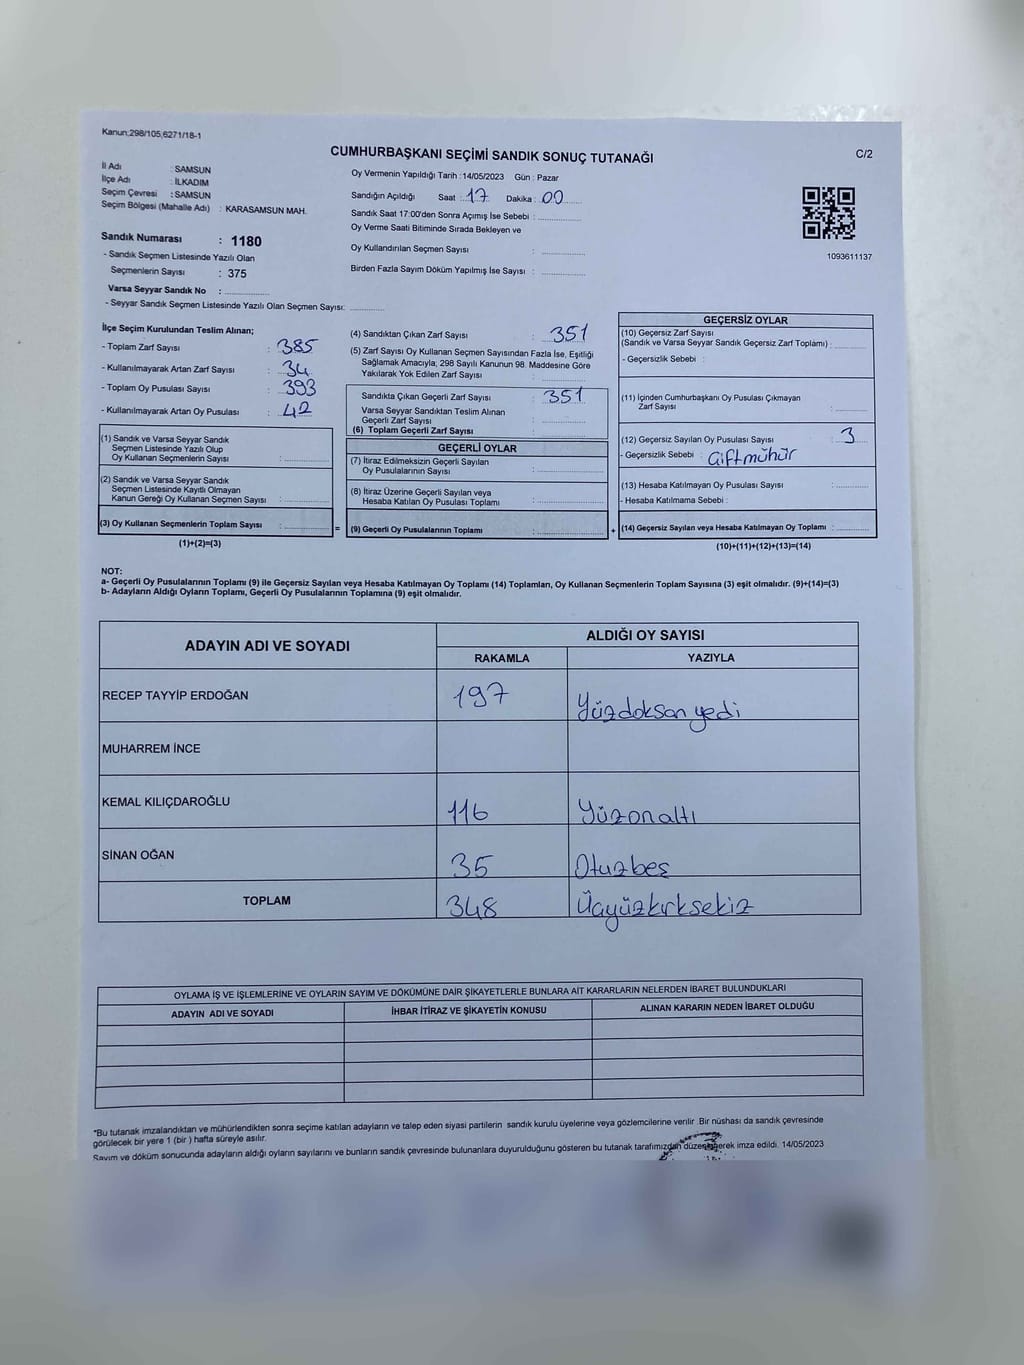 Kanun:298/105,6271/18-1
CUMHURBAŞKANI SEÇİMİ SANDIK SONUÇ TUTANAĞI
C/2
İl Adı : SAMSUN
İlçe Adı : İLKADIM
Seçim Çevresi : SAMSUN
Seçim Bölgesi (Mahalle Adı) : KARASAMSUN MAH.
Sandık Numarası : 1180
- Sandık Seçmen Listesinde Yazılı Olan
Seçmenlerin Sayısı : 375
Varsa Seyyar Sandık No :
- Seyyar Sandık Seçmen Listesinde Yazılı Olan Seçmen Sayısı:
Oy Vermenin Yapıldığı Tarih :14/05/2023 Gün : Pazar
Sandığın Açıldığı Saat : 17 Dakika : 00
Sandık Saat 17:00'den Sonra Açımış İse Sebebi :
Oy Verme Saati Bitiminde Sırada Bekleyen ve
Oy Kullandırılan Seçmen Sayısı :
Birden Fazla Sayım Döküm Yapılmış İse Sayısı :
1093611137
İlçe Seçim Kurulundan Teslim Alınan;
- Toplam Zarf Sayısı : 385
- Kullanılmayarak Artan Zarf Sayısı : 34
- Toplam Oy Pusulası Sayısı : 393
- Kullanılmayarak Artan Oy Pusulası : 42
(1) Sandık ve Varsa Seyyar Sandık
Seçmen Listesinde Yazılı Olup
Oy Kullanan Seçmenlerin Sayısı :
(2) Sandık ve Varsa Seyyar Sandık
Seçmen Listesinde Kayıtlı Olmayan
Kanun Gereği Oy Kullanan Seçmen Sayısı :
(3) Oy Kullanan Seçmenlerin Toplam Sayısı :
(1)+(2)=(3)
=
(4) Sandıktan Çıkan Zarf Sayısı : 351
(5) Zarf Sayısı Oy Kullanan Seçmen Sayısından Fazla İse, Eşitliği
Sağlamak Amacıyla; 298 Sayılı Kanunun 98. Maddesine Göre
Yakılarak Yok Edilen Zarf Sayısı :
Sandıkta Çıkan Geçerli Zarf Sayısı : 351
Varsa Seyyar Sandıktan Teslim Alınan
Geçerli Zarf Sayısı :
(6) Toplam Geçerli Zarf Sayısı :
GEÇERLİ OYLAR
(7) İtiraz Edilmeksizin Geçerli Sayılan
Oy Pusulalarının Sayısı :
(8) İtiraz Üzerine Geçerli Sayılan veya
Hesaba Katılan Oy Pusulası Toplamı :
(9) Geçerli Oy Pusulalarının Toplamı :
+
GEÇERSİZ OYLAR
(10) Geçersiz Zarf Sayısı
(Sandık ve Varsa Seyyar Sandık Geçersiz Zarf Toplamı) :
- Geçersizlik Sebebi :
(11) İçinden Cumhurbaşkanı Oy Pusulası Çıkmayan
Zarf Sayısı :
(12) Geçersiz Sayılan Oy Pusulası Sayısı : 3
- Geçersizlik Sebebi : Çiftmühür
(13) Hesaba Katılmayan Oy Pusulası Sayısı :
- Hesaba Katılmama Sebebi :
(14) Geçersiz Sayılan veya Hesaba Katılmayan Oy Toplamı :
(10)+(11)+(12)+(13)=(14)
NOT:
a- Geçerli Oy Pusulalarının Toplamı (9) ile Geçersiz Sayılan veya Hesaba Katılmayan Oy Toplamı (14) Toplamları, Oy Kullanan Seçmenlerin Toplam Sayısına (3) eşit olmalıdır. (9)+(14)=(3)
b- Adayların Aldığı Oyların Toplamı, Geçerli Oy Pusulalarının Toplamına (9) eşit olmalıdır.
ADAYIN ADI VE SOYADI
ALDIĞI OY SAYISI
RAKAMLA YAZIYLA
RECEP TAYYİP ERDOĞAN 197 Yüzdoksan yedi
MUHARREM İNCE
KEMAL KILIÇDAROĞLU 116 Yüzonaltı
SİNAN OĞAN 35 Otuzbeş
TOPLAM 348 Üçyüzkırksekiz
OYLAMA İŞ VE İŞLEMLERİNE VE OYLARIN SAYIM VE DÖKÜMÜNE DAİR ŞİKAYETLERLE BUNLARA AİT KARARLARIN NELERDEN İBARET BULUNDUKLARI
ADAYIN ADI VE SOYADI İHBAR İTİRAZ VE ŞİKAYETİN KONUSU ALINAN KARARIN NEDEN İBARET OLDUĞU
*Bu tutanak imzalandıktan ve mühürlendikten sonra seçime katılan adayların ve talep eden siyasi partilerin sandık kurulu üyelerine veya gözlemcilerine verilir .Bir nüshası da sandık çevresinde
görülecek bir yere 1 (bir ) hafta süreyle asılır.
Sayım ve döküm sonucunda adayların aldığı oyların sayılarını ve bunların sandık çevresinde bulunanlara duyurulduğunu gösteren bu tutanak tarafımızdan düzenlenerek imza edildi. 14/05/2023